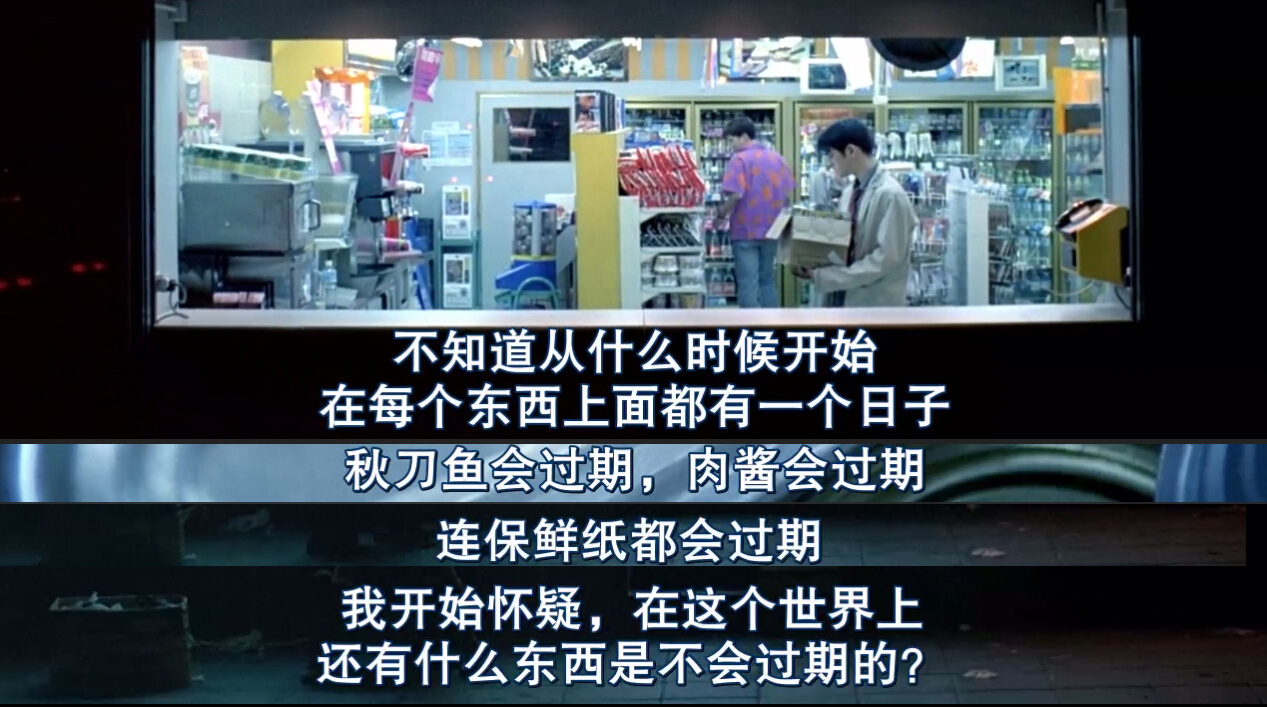 不知道从什么时候开始
在每个东西上面都有一个日子
秋刀鱼会过期，肉酱会过期
连保鲜纸都会过期
我开始怀疑，在这个世界上
还有什么东西是不会过期的？